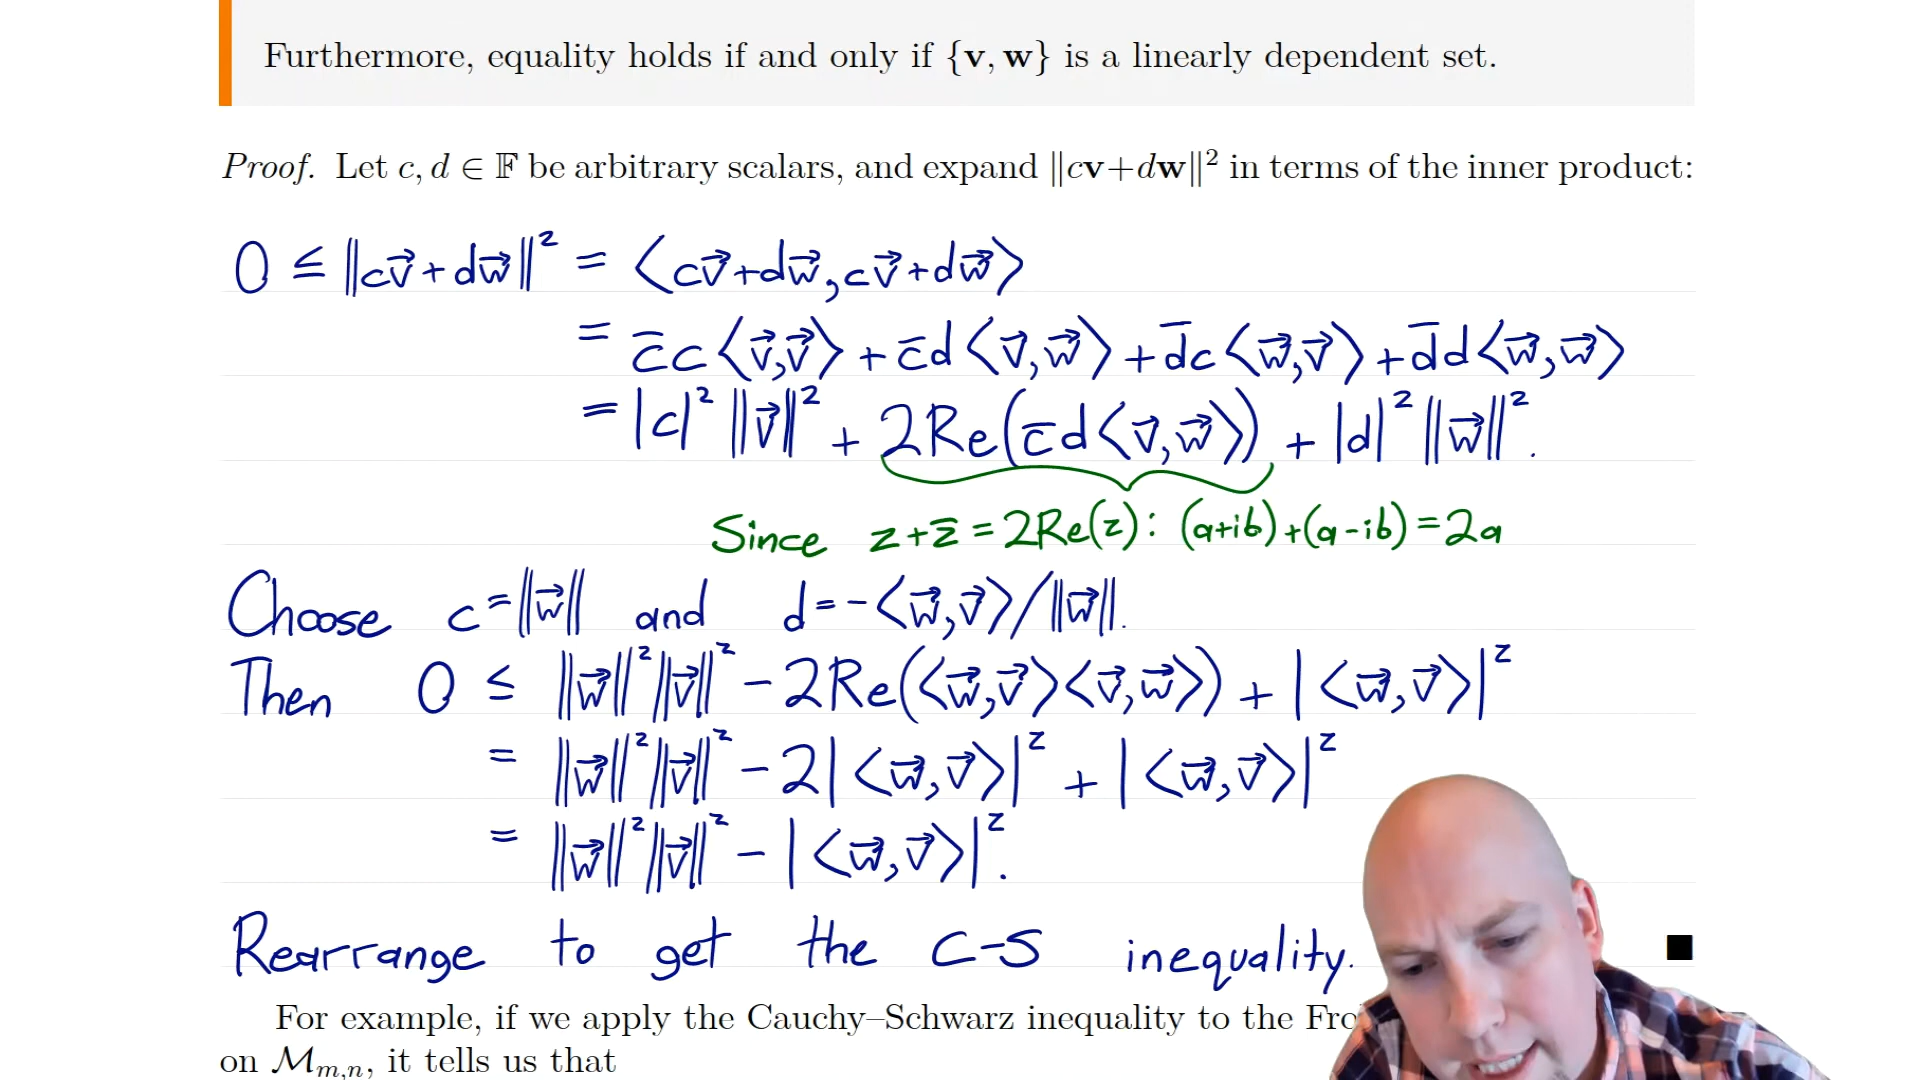 Furthermore, equality holds if and only if {v, w} is a linearly dependent set.
Proof. Let c, d ∈ 𝔽 be arbitrary scalars, and expand ‖cv+dw‖² in terms of the inner product:
0 ≤ ‖cv⃗ + dw⃗‖² = ⟨cv⃗+dw⃗, cv⃗+dw⃗⟩
= c̄c⟨v⃗,v⃗⟩ + c̄d⟨v⃗,w⃗⟩ + d̄c⟨w⃗,v⃗⟩ + d̄d⟨w⃗,w⃗⟩
= |c|²‖v⃗‖² + 2Re(c̄d⟨v⃗,w⃗⟩) + |d|²‖w⃗‖².
Since z+z̄ = 2Re(z): (a+ib)+(a-ib)=2a
Choose c=‖w⃗‖ and d=-⟨w⃗,v⃗⟩/‖w⃗‖.
Then 0 ≤ ‖w⃗‖²‖v⃗‖² - 2Re(⟨w⃗,v⃗⟩⟨v⃗,w⃗⟩) + |⟨w⃗,v⃗⟩|²
= ‖w⃗‖²‖v⃗‖² - 2|⟨w⃗,v⃗⟩|² + |⟨w⃗,v⃗⟩|²
= ‖w⃗‖²‖v⃗‖² - |⟨w⃗,v⃗⟩|².
Rearrange to get the C-S inequality. ■
For example, if we apply the Cauchy–Schwarz inequality to the Fro
on ℳm,n, it tells us that